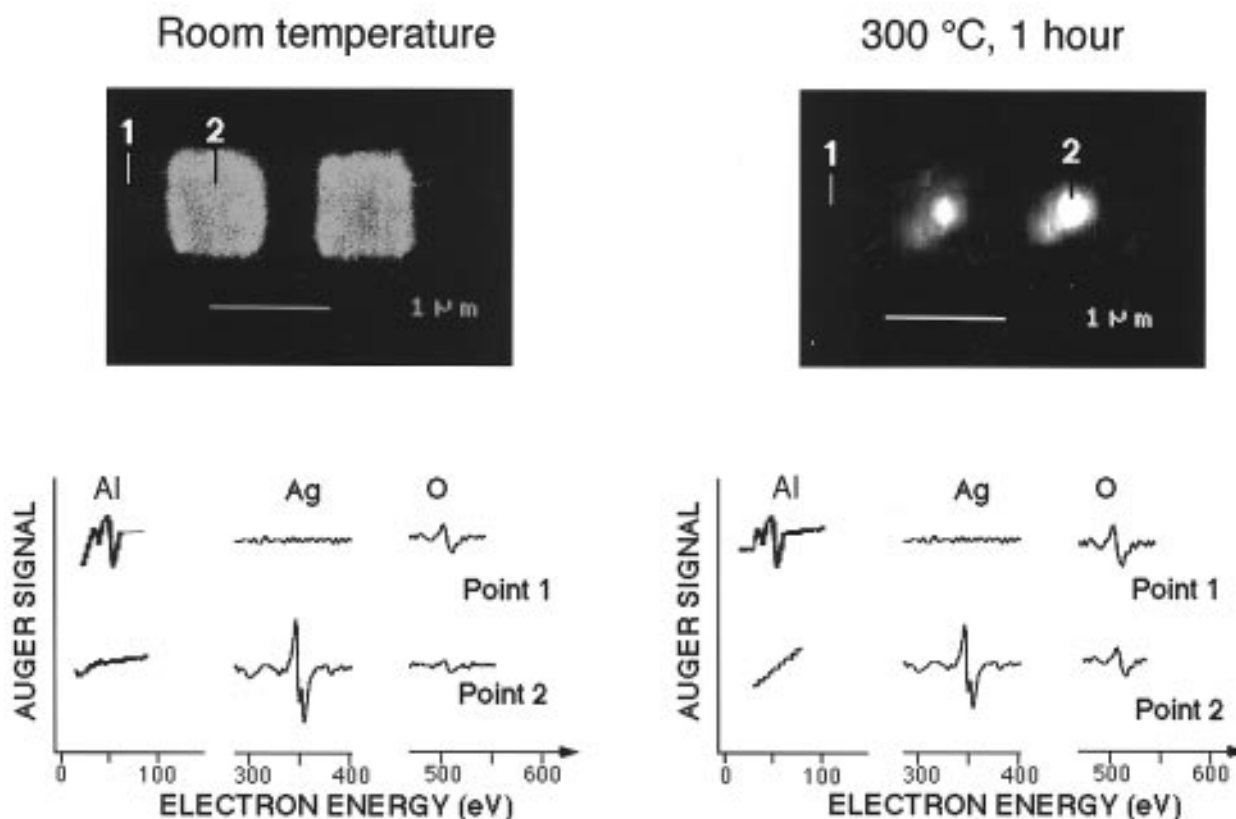 Room temperature
300 °C, 1 hour
1
2
1 μm
1
2
1 μm
Al
Ag
O
Point 1
Point 2
AUGER SIGNAL
0
100
300
400
500
600
ELECTRON ENERGY (eV)
Al
Ag
O
Point 1
Point 2
AUGER SIGNAL
0
100
300
400
500
600
ELECTRON ENERGY (eV)